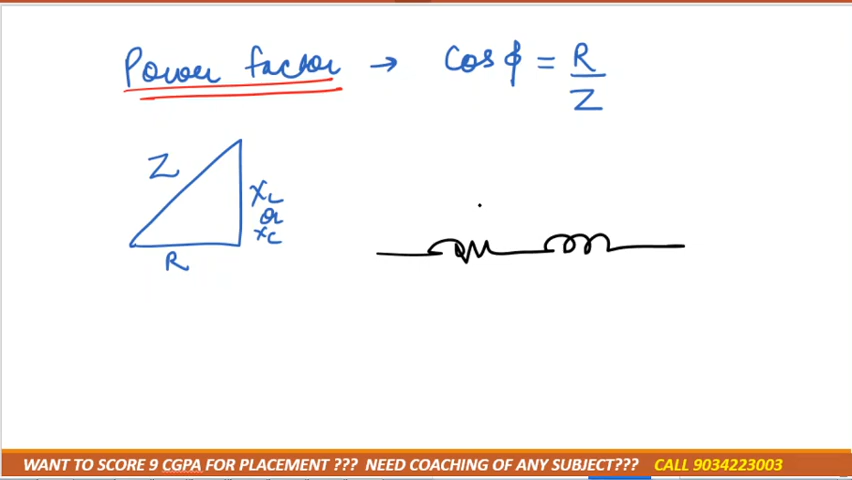 Power factor → Cos ϕ = R/Z
Z
XL
or
XC
R
WANT TO SCORE 9 CGPA FOR PLACEMENT ??? NEED COACHING OF ANY SUBJECT??? CALL 9034223003